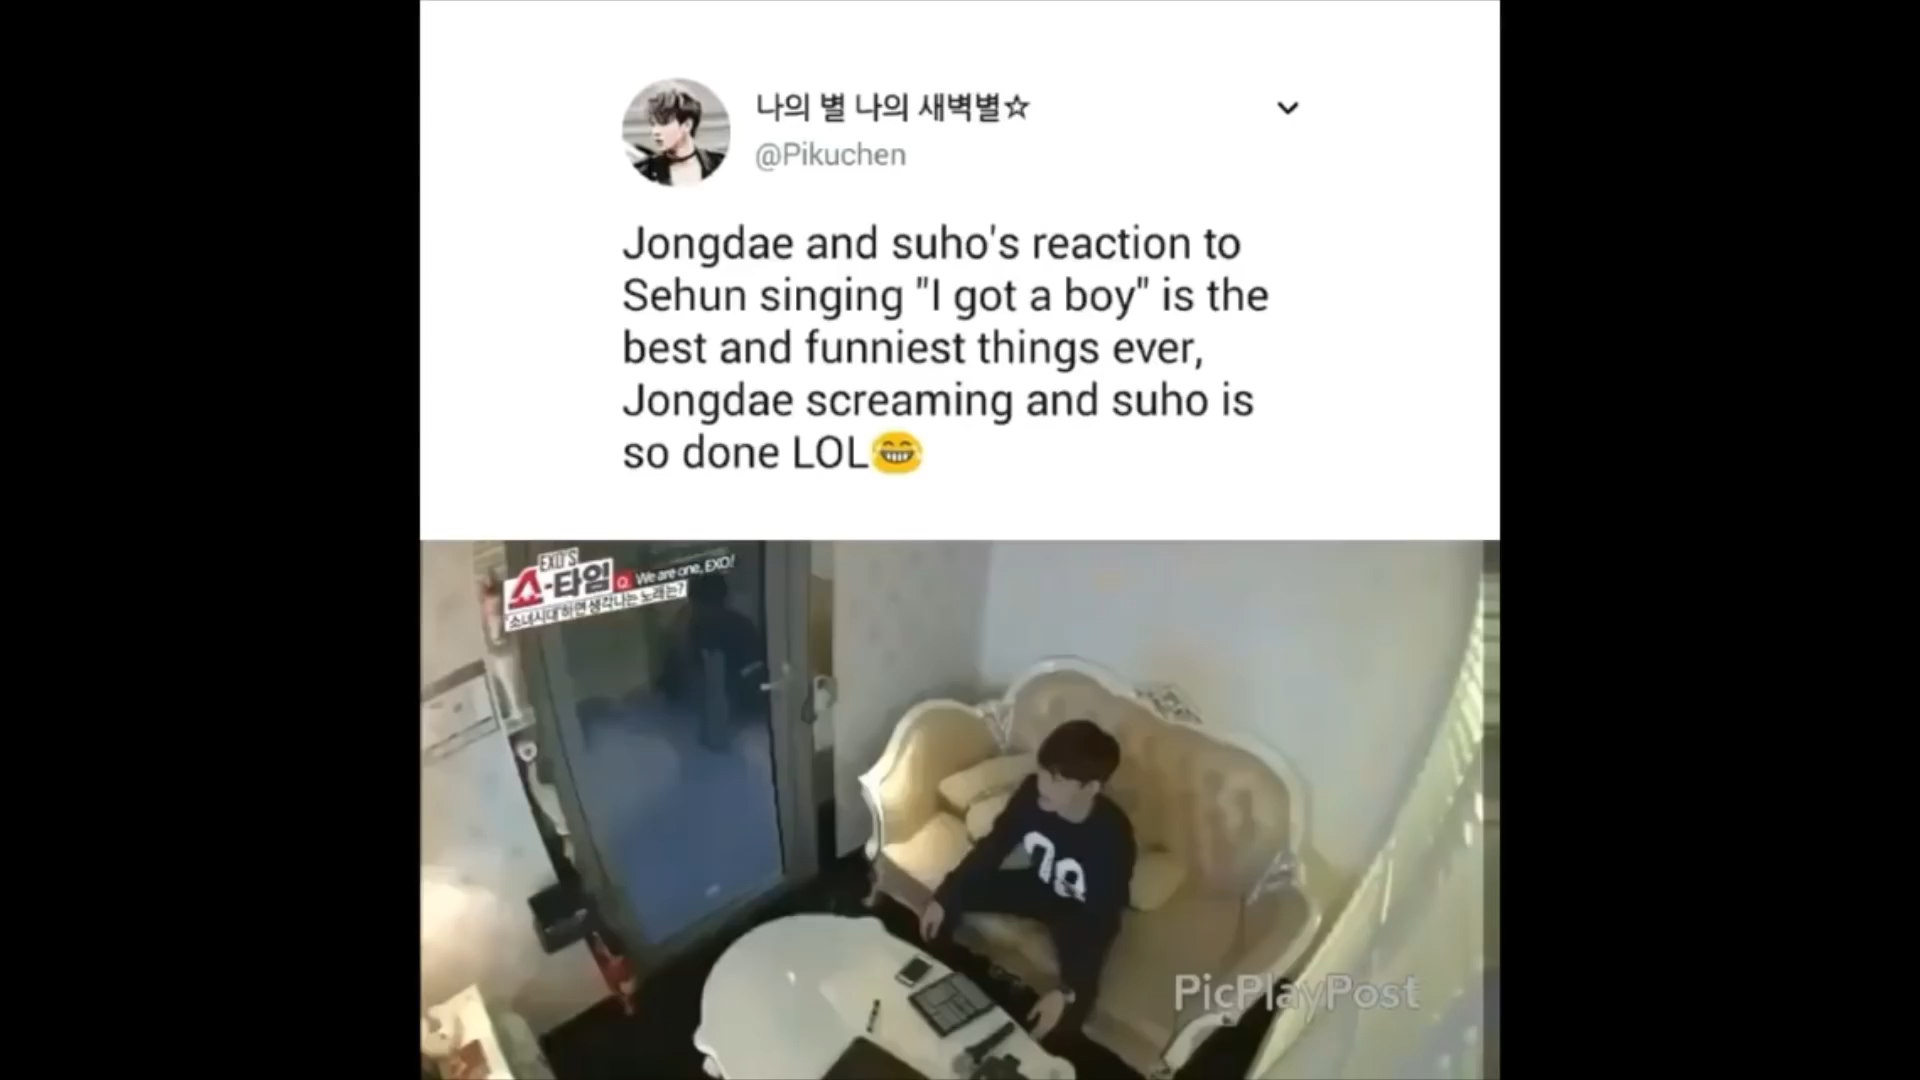 나의 별 나의 새벽별☆
@Pikuchen
Jongdae and suho's reaction to
Sehun singing "I got a boy" is the
best and funniest things ever,
Jongdae screaming and suho is
so done LOL😂
EXO'S
쇼-타임 Q. We are one, EXO!
'소녀시대'하면 생각나는 노래는?
PicPlayPost